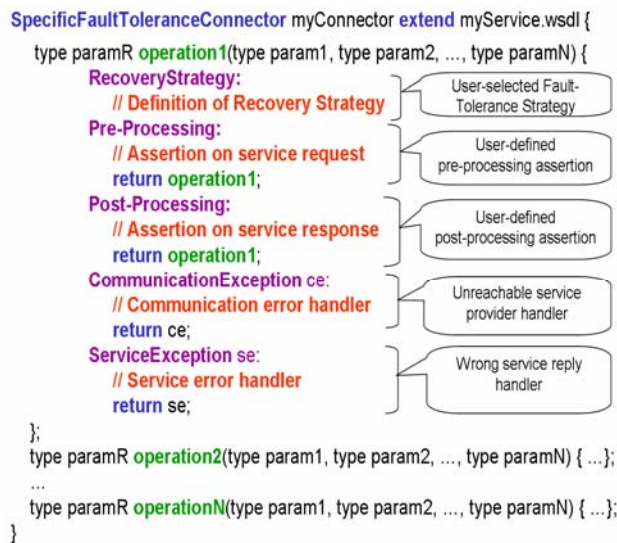 SpecificFaultToleranceConnector myConnector extend myService.wsdl {
type paramR operation1(type param1, type param2, ..., type paramN) {
RecoveryStrategy:
// Definition of Recovery Strategy
User-selected Fault-
Tolerance Strategy
Pre-Processing:
// Assertion on service request
return operation1;
User-defined
pre-processing assertion
Post-Processing:
// Assertion on service response
return operation1;
User-defined
post-processing assertion
CommunicationException ce:
// Communication error handler
return ce;
Unreachable service
provider handler
ServiceException se:
// Service error handler
return se;
Wrong service reply
handler
};
type paramR operation2(type param1, type param2, ..., type paramN) { ...};
...
type paramR operationN(type param1, type param2, ..., type paramN) { ...};
}